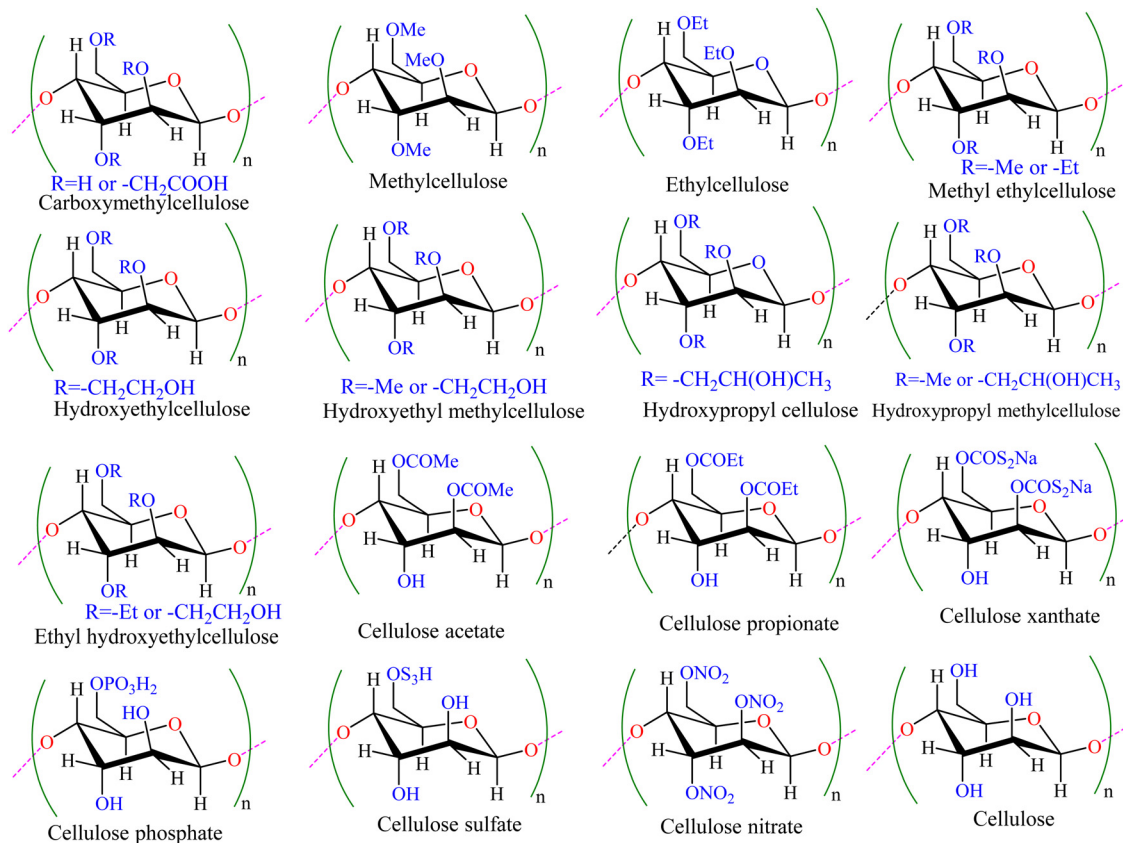 OR
H
RO
O
O
H
H
H
O
OR
H
n
R=H or -CH₂COOH
Carboxymethylcellulose
OMe
H
MeO
O
O
H
H
H
O
OMe
H
n
Methylcellulose
OEt
H
EtO
O
O
H
H
H
O
OEt
H
n
Ethylcellulose
OR
H
RO
O
O
H
H
H
O
OR
H
n
R=-Me or -Et
Methyl ethylcellulose
OR
H
RO
O
O
H
H
H
O
OR
H
n
R=-CH₂CH₂OH
Hydroxyethylcellulose
OR
H
RO
O
O
H
H
H
O
OR
H
n
R=-Me or -CH₂CH₂OH
Hydroxyethyl methylcellulose
OR
H
RO
O
O
H
H
H
O
OR
H
n
R= -CH₂CH(OH)CH₃
Hydroxypropyl cellulose
OR
H
RO
O
O
H
H
H
O
OR
H
n
R=-Me or -CH₂CH(OH)CH₃
Hydroxypropyl methylcellulose
OR
H
RO
O
O
H
H
H
O
OR
H
n
R=-Et or -CH₂CH₂OH
Ethyl hydroxyethylcellulose
OCOMe
H
OCOMe
O
O
H
H
H
O
OH
H
n
Cellulose acetate
OCOEt
H
OCOEt
O
O
H
H
H
O
OH
H
n
Cellulose propionate
OCOS₂Na
H
OCOS₂Na
O
O
H
H
H
O
OH
H
n
Cellulose xanthate
OPO₃H₂
H
HO
O
O
H
H
H
O
OH
H
n
Cellulose phosphate
OS₃H
H
OH
O
O
H
H
H
O
OH
H
n
Cellulose sulfate
ONO₂
H
ONO₂
O
O
H
H
H
O
ONO₂
H
n
Cellulose nitrate
OH
H
OH
O
O
H
H
H
O
OH
H
n
Cellulose